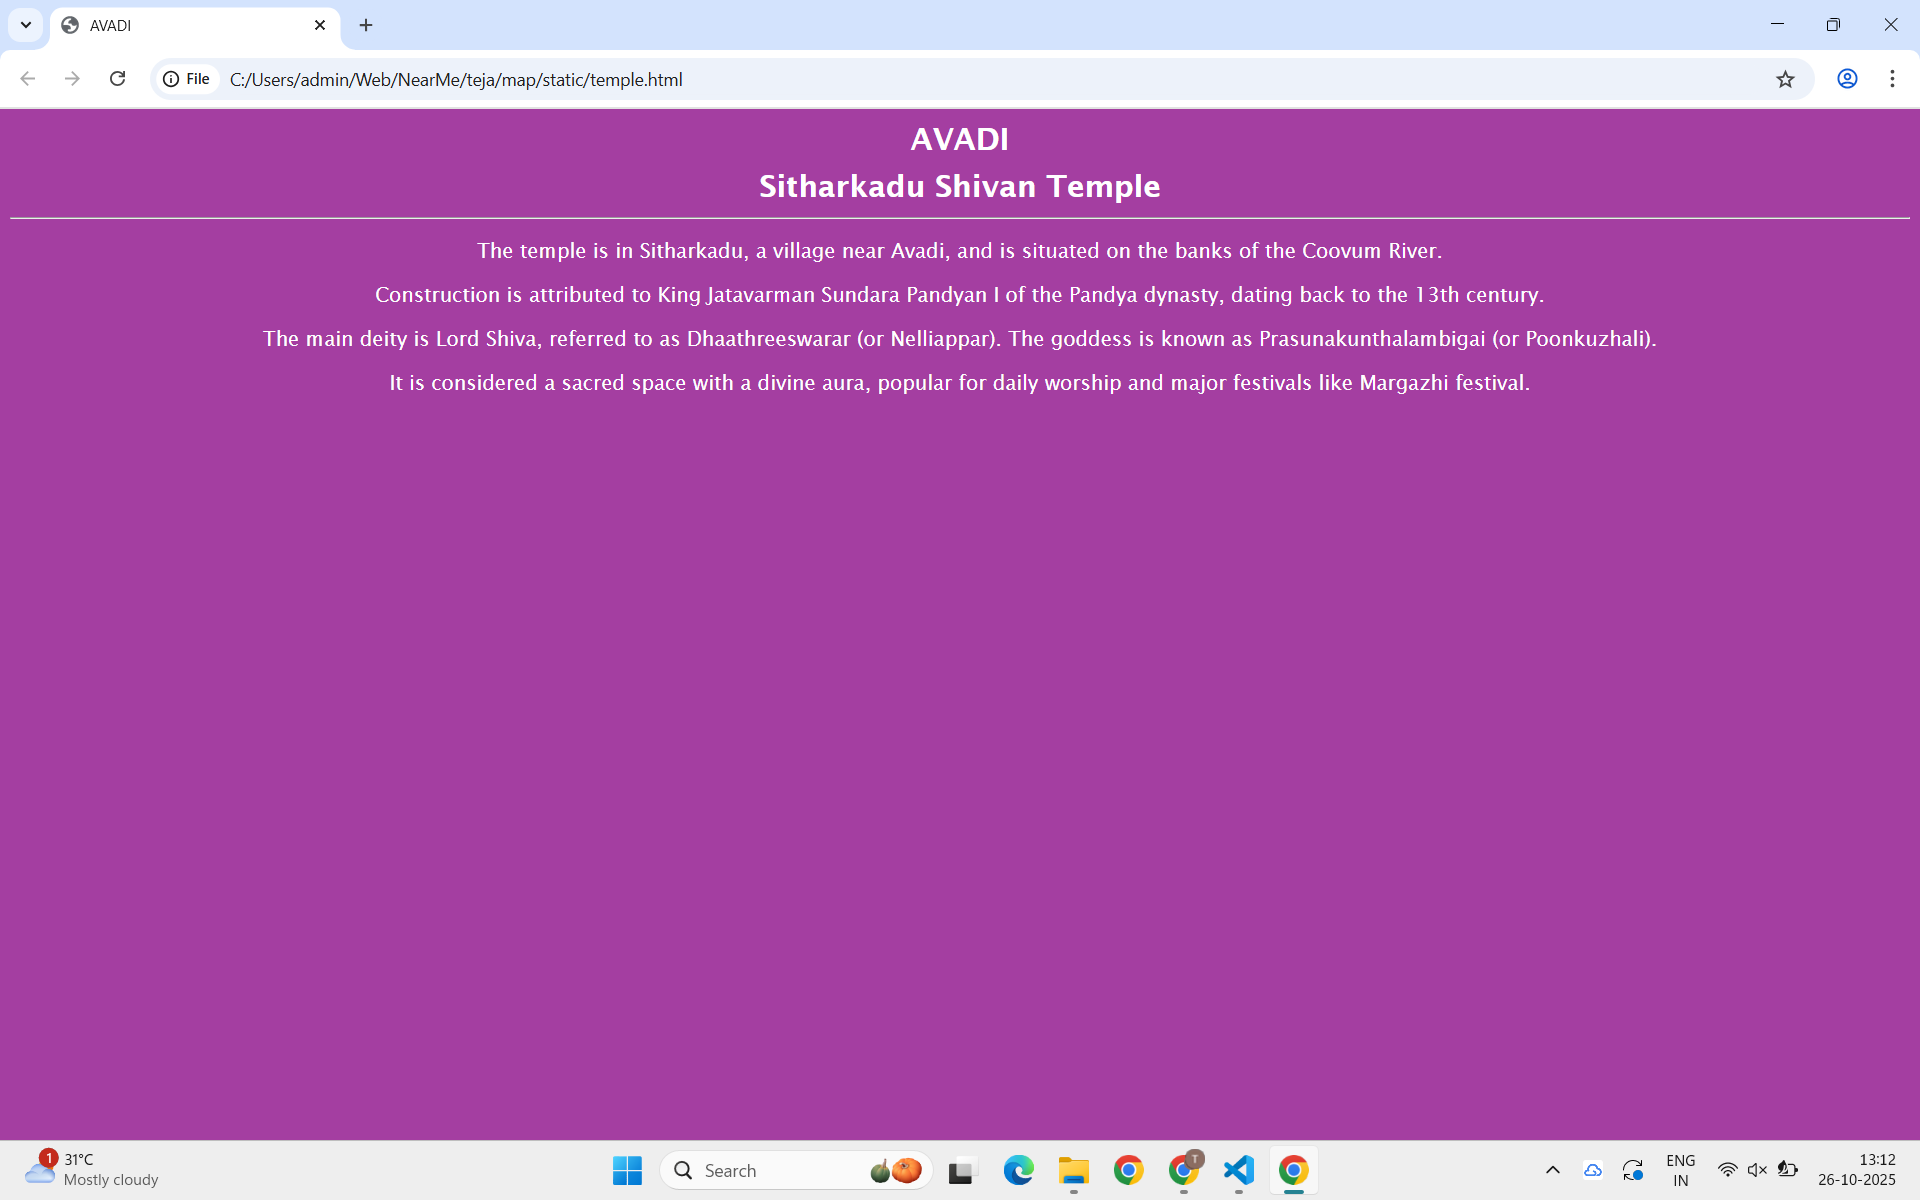 AVADI
File
C:/Users/admin/Web/NearMe/teja/map/static/temple.html
AVADI
Sitharkadu Shivan Temple
The temple is in Sitharkadu, a village near Avadi, and is situated on the banks of the Coovum River.
Construction is attributed to King Jatavarman Sundara Pandyan I of the Pandya dynasty, dating back to the 13th century.
The main deity is Lord Shiva, referred to as Dhaathreeswarar (or Nelliappar). The goddess is known as Prasunakunthalambigai (or Poonkuzhali).
It is considered a sacred space with a divine aura, popular for daily worship and major festivals like Margazhi festival.
1
31°C
Mostly cloudy
Search
T
ENG
IN
13:12
26-10-2025